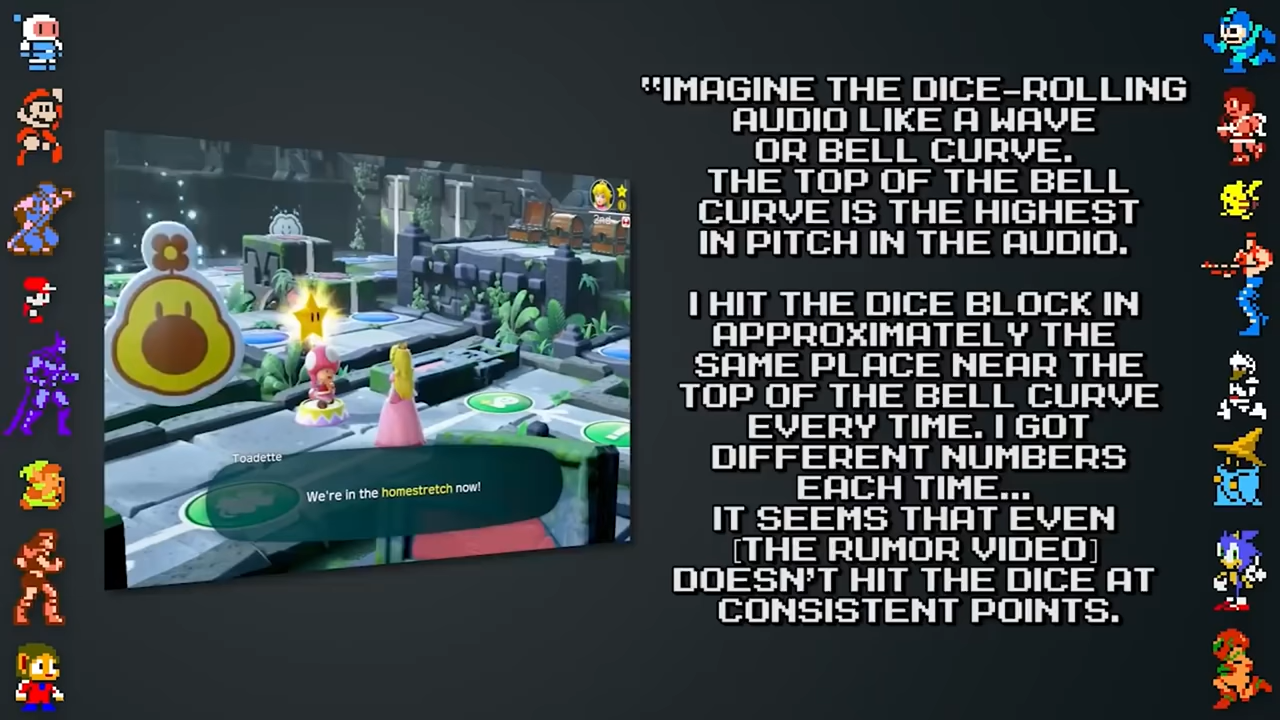 2nd
Toadette
We're in the homestretch now!
"IMAGINE THE DICE-ROLLING
AUDIO LIKE A WAVE
OR BELL CURVE.
THE TOP OF THE BELL
CURVE IS THE HIGHEST
IN PITCH IN THE AUDIO.
I HIT THE DICE BLOCK IN
APPROXIMATELY THE
SAME PLACE NEAR THE
TOP OF THE BELL CURVE
EVERY TIME. I GOT
DIFFERENT NUMBERS
EACH TIME...
IT SEEMS THAT EVEN
[THE RUMOR VIDEO]
DOESN'T HIT THE DICE AT
CONSISTENT POINTS.